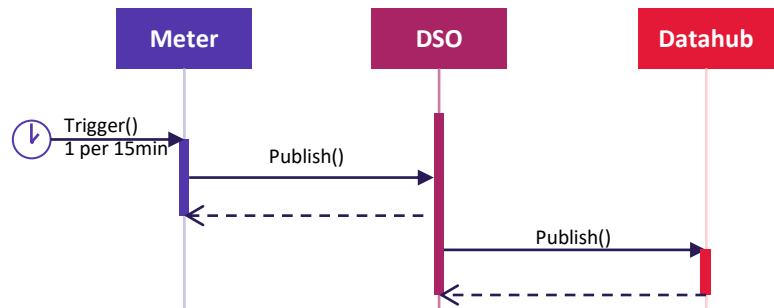 Meter
DSO
Datahub
Trigger()
1 per 15min
Publish()
Publish()